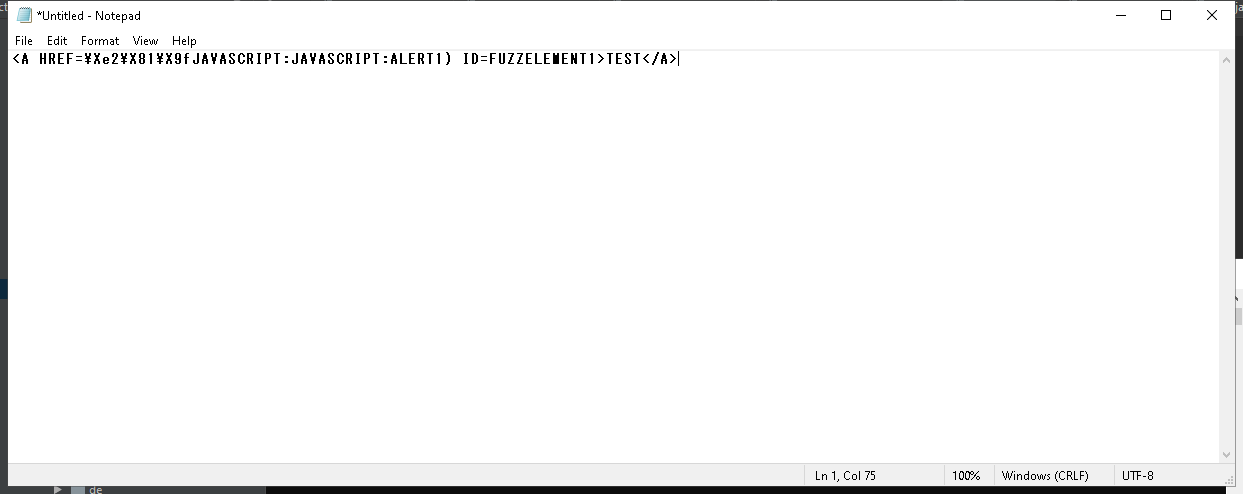 *Untitled - Notepad
File Edit Format View Help
<A HREF=¥Xe2¥X81¥X9fJAVASCRIPT:JAVASCRIPT:ALERT1) ID=FUZZELEMENT1>TEST</A>
Ln 1, Col 75 100% Windows (CRLF) UTF-8
de